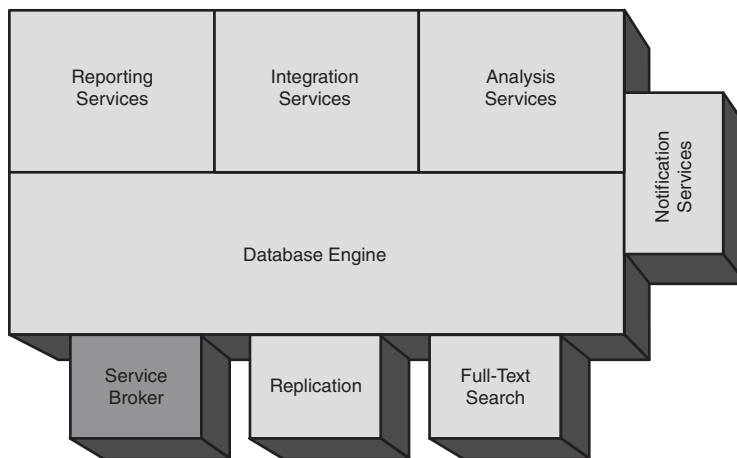 Reporting
Services
Integration
Services
Analysis
Services
Notification
Services
Database Engine
Service
Broker
Replication
Full-Text
Search